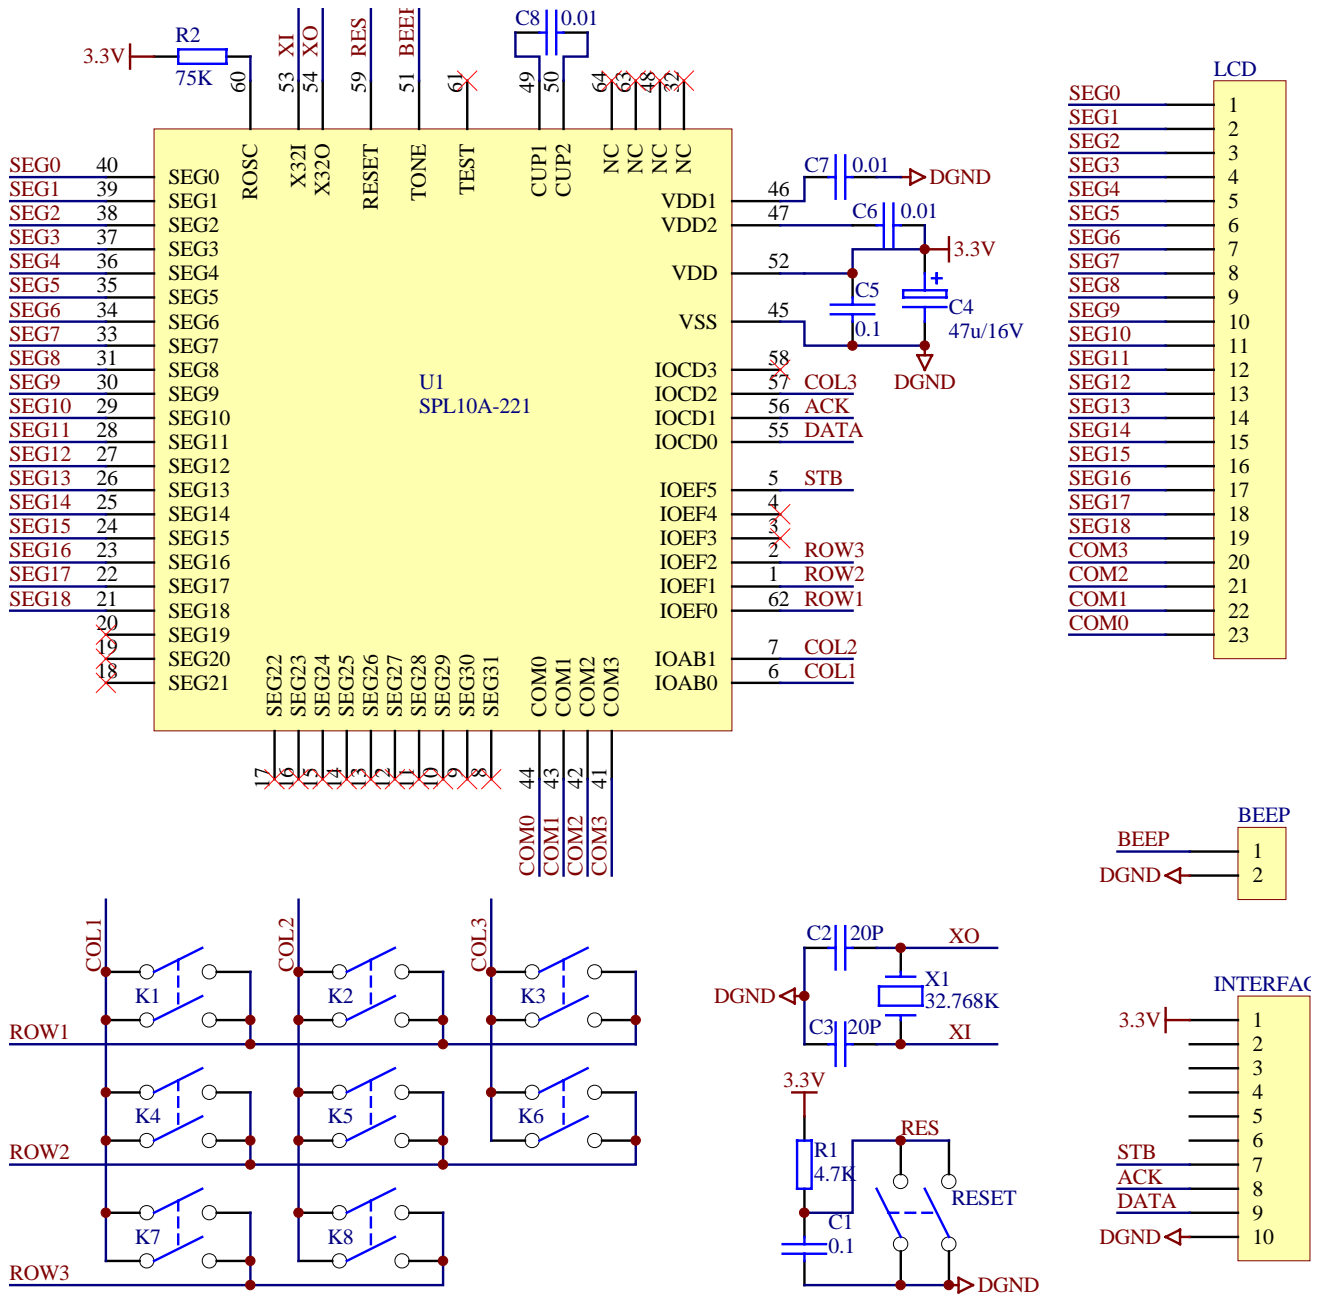 R2
3.3V
75K
60
XI
53
XO
54
RES
59
BEEP
51
61
C8
0.01
49
50
64
63
48
32
ROSC
X32I
X32O
RESET
TONE
TEST
CUP1
CUP2
NC
NC
NC
NC
SEG0 40 SEG0
SEG1 39 SEG1
SEG2 38 SEG2
SEG3 37 SEG3
SEG4 36 SEG4
SEG5 35 SEG5
SEG6 34 SEG6
SEG7 33 SEG7
SEG8 31 SEG8
SEG9 30 SEG9
SEG10 29 SEG10
SEG11 28 SEG11
SEG12 27 SEG12
SEG13 26 SEG13
SEG14 25 SEG14
SEG15 24 SEG15
SEG16 23 SEG16
SEG17 22 SEG17
SEG18 21 SEG18
20 SEG19
19 SEG20
18 SEG21
U1
SPL10A-221
VDD1 46
C7 0.01
DGND
VDD2 47
C6
0.01
3.3V
VDD 52
C5
0.1
+
C4
47u/16V
VSS 45
DGND
IOCD3 58
IOCD2 57 COL3
IOCD1 56 ACK
IOCD0 55 DATA
IOEF5 5 STB
IOEF4 4
IOEF3 3
IOEF2 2 ROW3
IOEF1 1 ROW2
IOEF0 62 ROW1
IOAB1 7 COL2
IOAB0 6 COL1
SEG22
SEG23
SEG24
SEG25
SEG26
SEG27
SEG28
SEG29
SEG30
SEG31
COM0
COM1
COM2
COM3
17
16
15
14
13
12
11
10
9
8
44
43
42
41
COM0
COM1
COM2
COM3
LCD
SEG0 1
SEG1 2
SEG2 3
SEG3 4
SEG4 5
SEG5 6
SEG6 7
SEG7 8
SEG8 9
SEG9 10
SEG10 11
SEG11 12
SEG12 13
SEG13 14
SEG14 15
SEG15 16
SEG16 17
SEG17 18
SEG18 19
COM3 20
COM2 21
COM1 22
COM0 23
BEEP
BEEP 1
DGND 2
COL1
COL2
COL3
K1
K2
K3
ROW1
K4
K5
K6
ROW2
K7
K8
ROW3
C2 20P
XO
DGND
X1
32.768K
C3 20P
XI
3.3V
R1
4.7K
RES
RESET
C1
0.1
DGND
INTERFAC
3.3V 1
2
3
4
5
6
STB 7
ACK 8
DATA 9
DGND 10